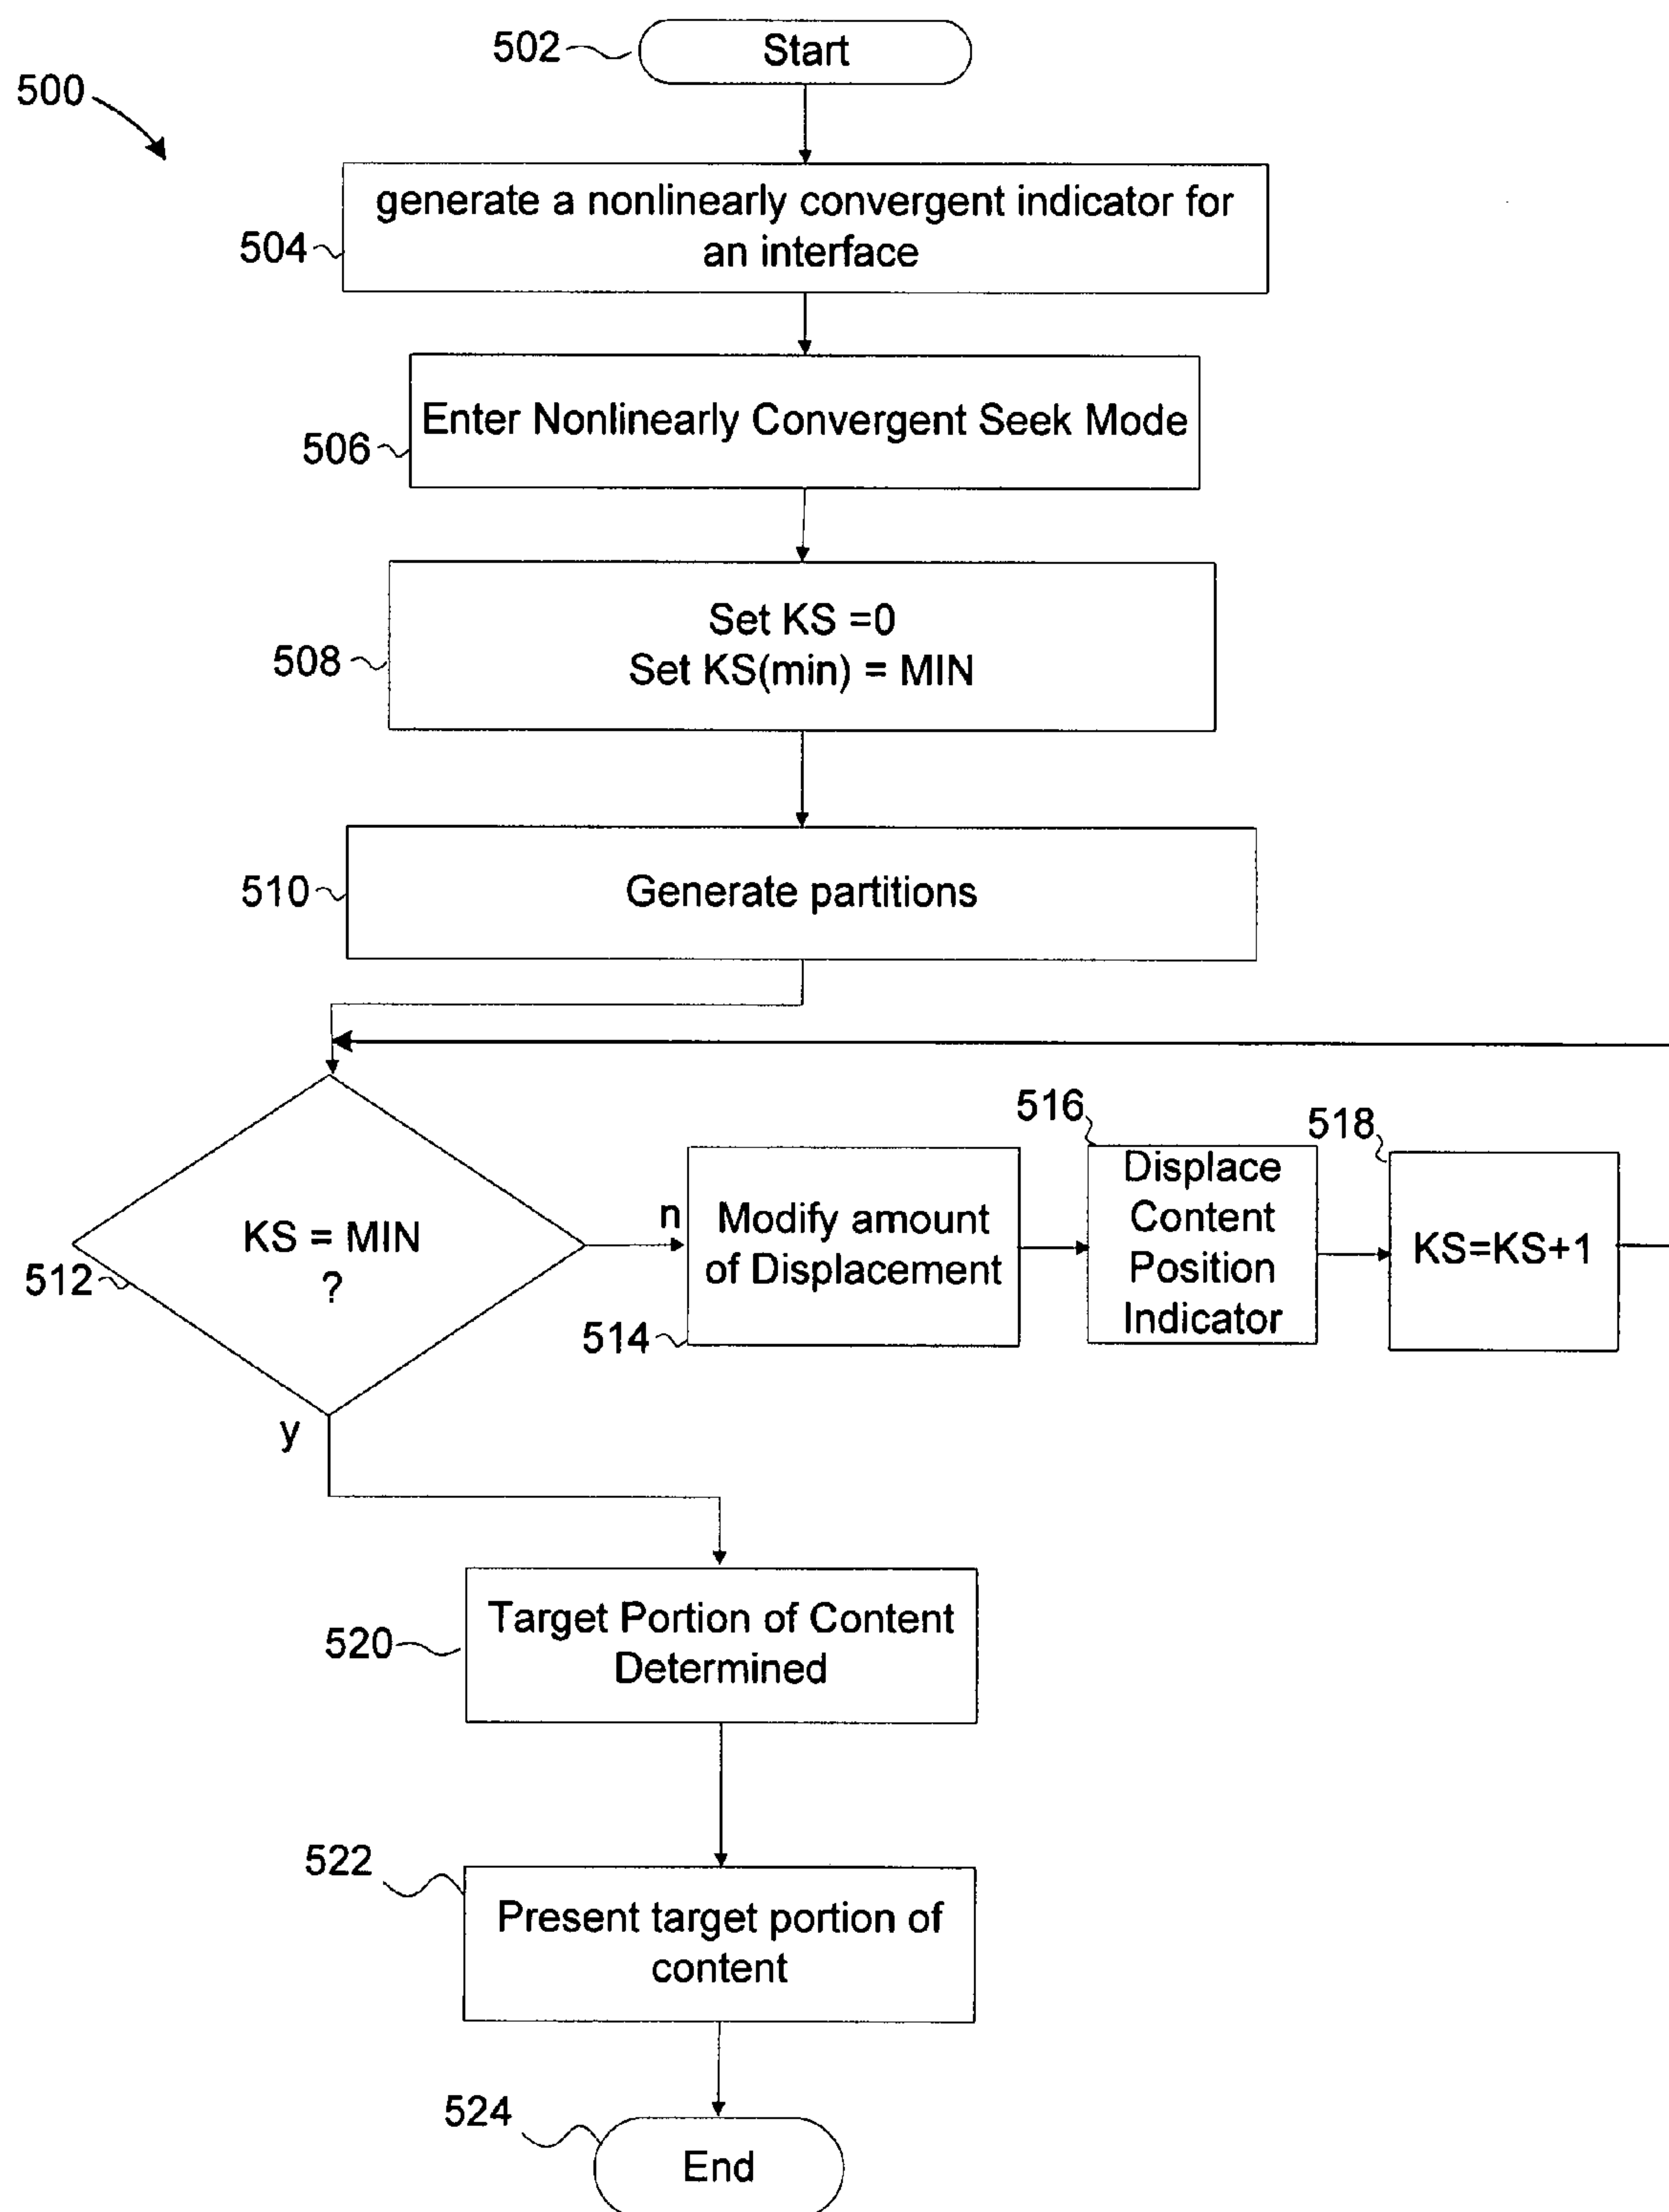 500
502
Start
504
generate a nonlinearly convergent indicator for
an interface
506
Enter Nonlinearly Convergent Seek Mode
508
Set KS =0
Set KS(min) = MIN
510
Generate partitions
512
KS = MIN
?
n
514
Modify amount
of Displacement
516
Displace
Content
Position
Indicator
518
KS=KS+1
y
520
Target Portion of Content
Determined
522
Present target portion of
content
524
End